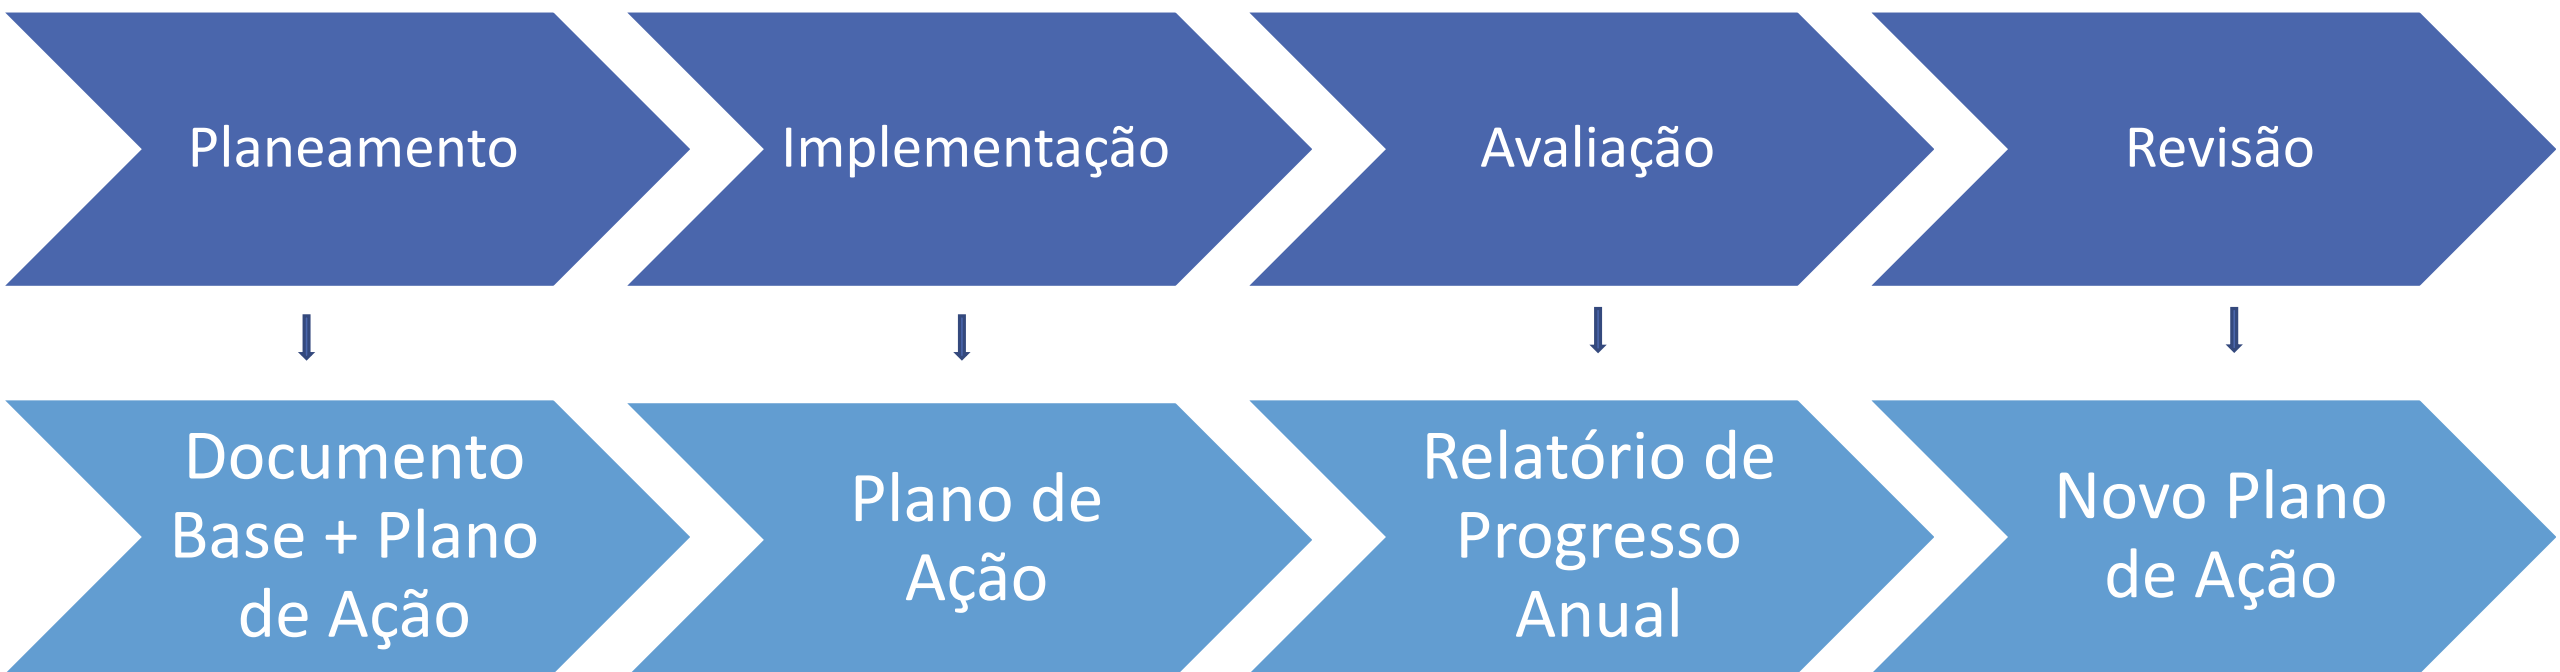 Planeamento
Implementação
Avaliação
Revisão
Documento
Base + Plano
de Ação
Plano de
Ação
Relatório de
Progresso
Anual
Novo Plano
de Ação